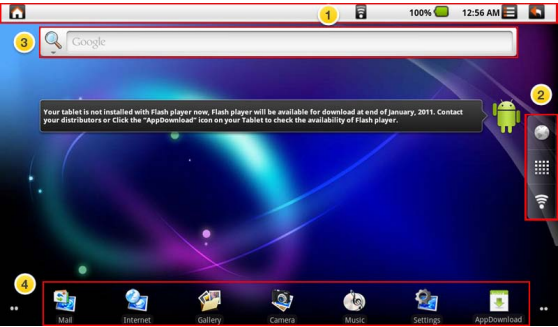 1
100%
12:56 AM
3
Google
2
Your tablet is not installed with Flash player now, Flash player will be available for download at end of January, 2011. Contact
your distributors or Click the "AppDownload" icon on your Tablet to check the availability of Flash player.
4
Mail Internet Gallery Camera Music Settings AppDownload